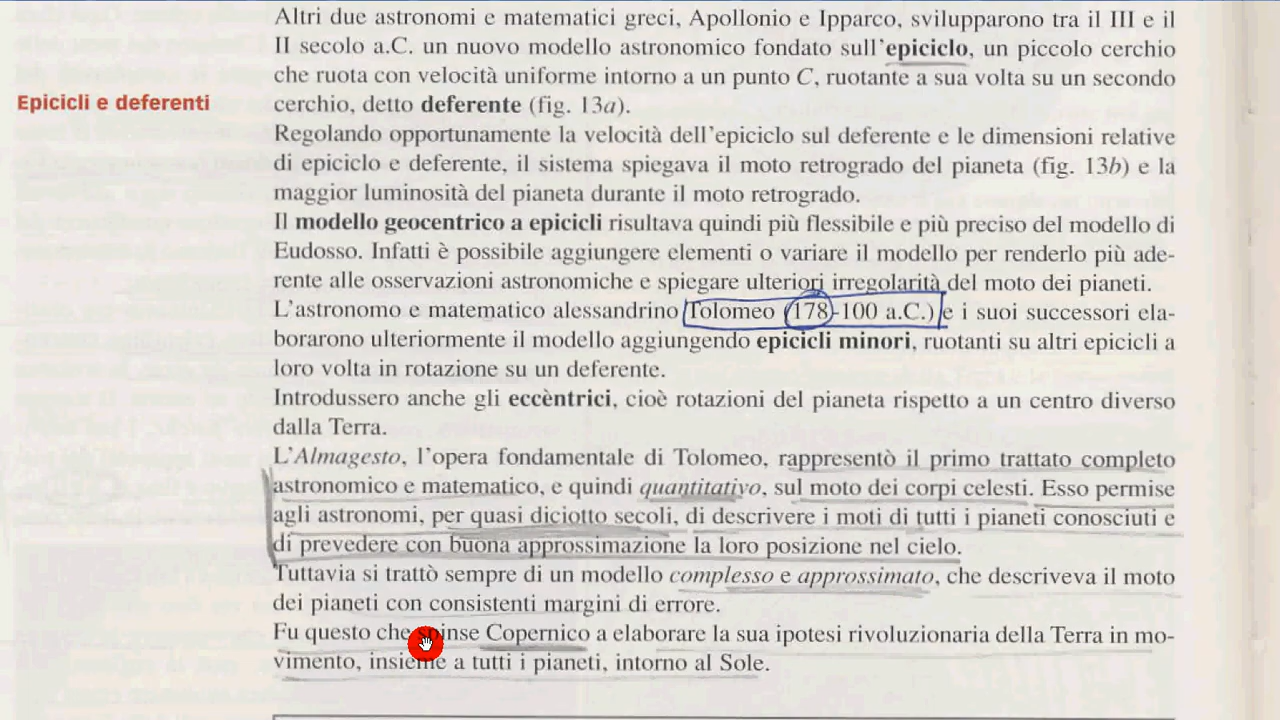 Altri due astronomi e matematici greci, Apollonio e Ipparco, svilupparono tra il III e il
II secolo a.C. un nuovo modello astronomico fondato sull'epiciclo, un piccolo cerchio
che ruota con velocità uniforme intorno a un punto C, ruotante a sua volta su un secondo
Epicicli e deferenti
cerchio, detto deferente (fig. 13a).
Regolando opportunamente la velocità dell'epiciclo sul deferente e le dimensioni relative
di epiciclo e deferente, il sistema spiegava il moto retrogrado del pianeta (fig. 13b) e la
maggior luminosità del pianeta durante il moto retrogrado.
Il modello geocentrico a epicicli risultava quindi più flessibile e più preciso del modello di
Eudosso. Infatti è possibile aggiungere elementi o variare il modello per renderlo più ade-
rente alle osservazioni astronomiche e spiegare ulteriori irregolarità del moto dei pianeti.
L'astronomo e matematico alessandrino Tolomeo (178-100 a.C.) e i suoi successori ela-
borarono ulteriormente il modello aggiungendo epicicli minori, ruotanti su altri epicicli a
loro volta in rotazione su un deferente.
Introdussero anche gli eccèntrici, cioè rotazioni del pianeta rispetto a un centro diverso
dalla Terra.
L'Almagesto, l'opera fondamentale di Tolomeo, rappresentò il primo trattato completo
astronomico e matematico, e quindi quantitativo, sul moto dei corpi celesti. Esso permise
agli astronomi, per quasi diciotto secoli, di descrivere i moti di tutti i pianeti conosciuti e
di prevedere con buona approssimazione la loro posizione nel cielo.
Tuttavia si trattò sempre di un modello complesso e approssimato, che descriveva il moto
dei pianeti con consistenti margini di errore.
Fu questo che spinse Copernico a elaborare la sua ipotesi rivoluzionaria della Terra in mo-
vimento, insieme a tutti i pianeti, intorno al Sole.